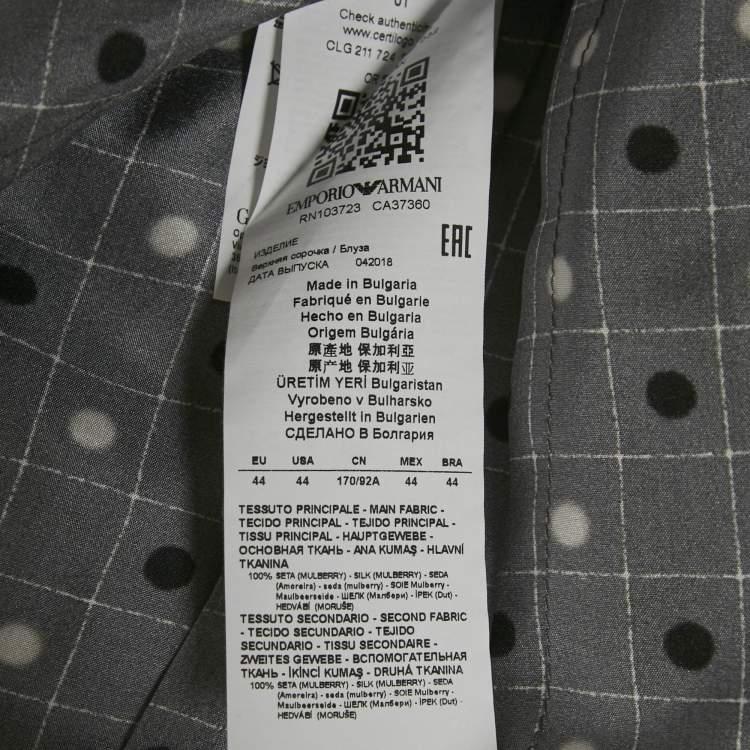 01
Check authenticity
www.certilogo.com
CLG 211 724
EMPORIO ARMANI
RN103723 CA37360
EAC
ИЗДЕЛИЕ
Верхняя сорочка / Блуза
ДАТА ВЫПУСКА 042018
Made in Bulgaria
Fabriqué en Bulgarie
Hecho en Bulgaria
Origem Bulgária
原產地 保加利亞
原产地 保加利亚
ÜRETİM YERİ Bulgaristan
Vyrobeno v Bulharsko
Hergestellt in Bulgarien
СДЕЛАНО В Болгария
EU USA CN MEX BRA
44 44 170/92A 44 44
TESSUTO PRINCIPALE - MAIN FABRIC -
TECIDO PRINCIPAL - TEJIDO PRINCIPAL -
TISSU PRINCIPAL - HAUPTGEWEBE -
ОСНОВНАЯ ТКАНЬ - ANA KUMAŞ - HLAVNÍ
TKANINA
100% SETA (MULBERRY) - SILK (MULBERRY) - SEDA
(Amoreira) - seda (mulberry) - SOIE Mulberry -
Maulbeerseide - ШЕЛК (Малбери) - İPEK (Dut) -
HEDVÁBÍ (MORUŠE)
TESSUTO SECONDARIO - SECOND FABRIC
- TECIDO SECUNDARIO - TEJIDO
SECUNDARIO - TISSU SECONDAIRE -
ZWEITES GEWEBE - ВСПОМОГАТЕЛЬНАЯ
ТКАНЬ - İKİNCİ KUMAŞ - DRUHÁ TKANINA
100% SETA (MULBERRY) - SILK (MULBERRY) - SEDA
(Amoreira) - seda (mulberry) - SOIE Mulberry -
Maulbeerseide - ШЕЛК (Малбери) - İPEK (Dut) -
HEDVÁBÍ (MORUŠE)